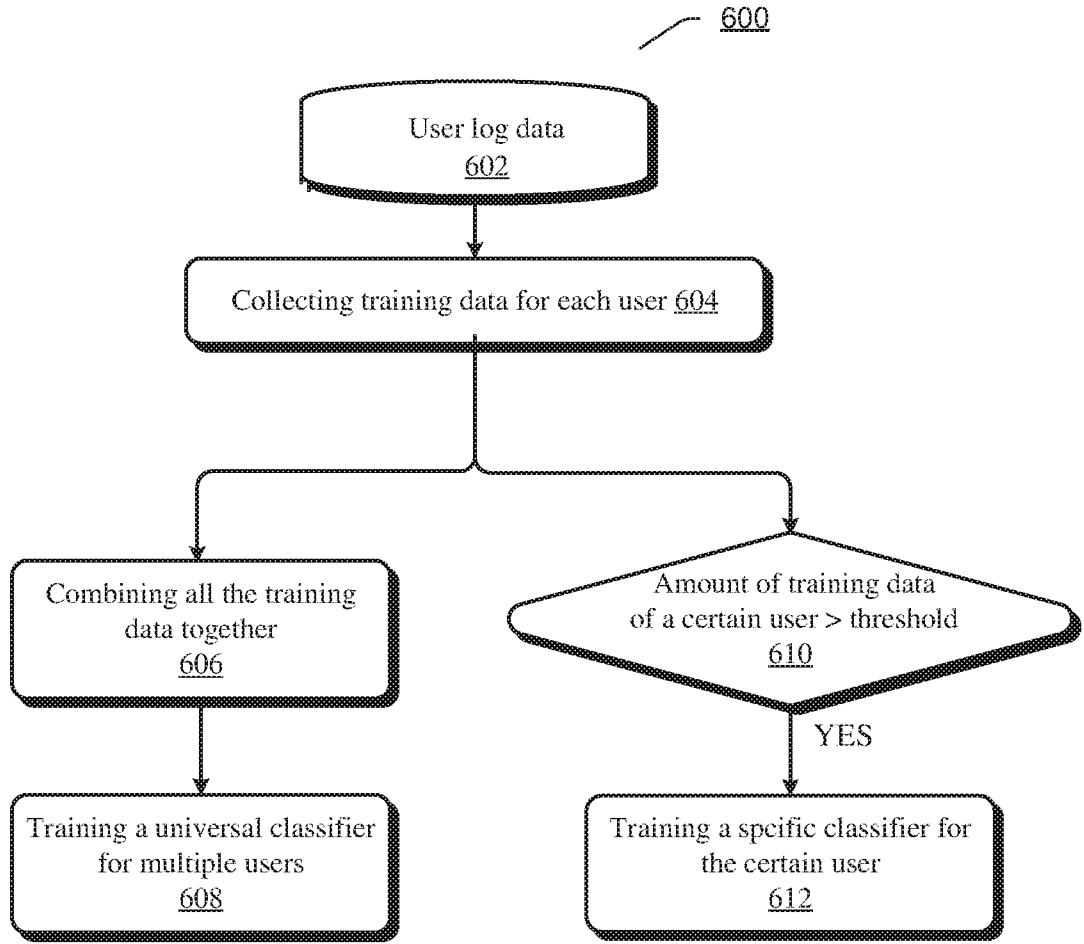 600
User log data
602
Collecting training data for each user 604
Combining all the training
data together
606
Amount of training data
of a certain user > threshold
610
YES
Training a universal classifier
for multiple users
608
Training a spcific classifier for
the certain user
612